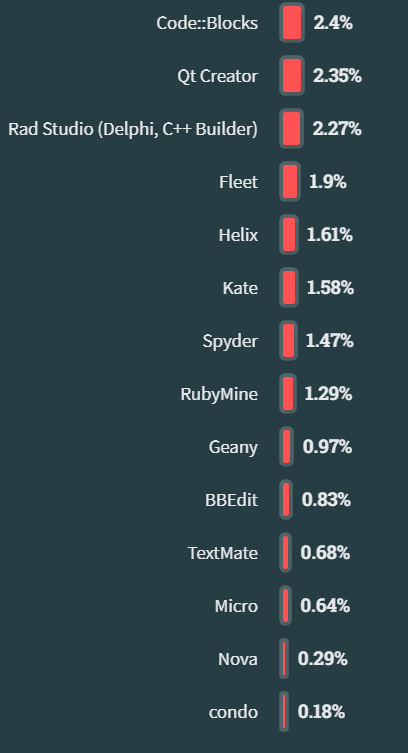 Code::Blocks 2.4%
Qt Creator 2.35%
Rad Studio (Delphi, C++ Builder) 2.27%
Fleet 1.9%
Helix 1.61%
Kate 1.58%
Spyder 1.47%
RubyMine 1.29%
Geany 0.97%
BBEdit 0.83%
TextMate 0.68%
Micro 0.64%
Nova 0.29%
condo 0.18%